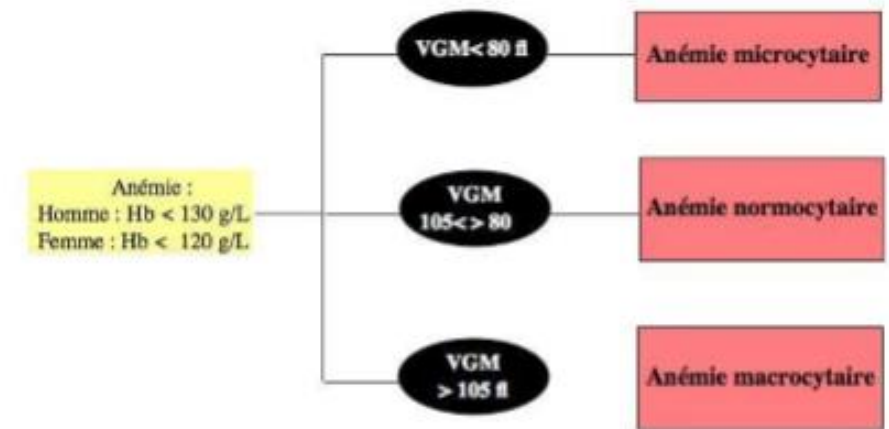 Anémie :
Homme : Hb < 130 g/L
Femme : Hb < 120 g/L
VGM< 80 fl
Anémie microcytaire
VGM
105<> 80
Anémie normocytaire
VGM
> 105 fl
Anémie macrocytaire